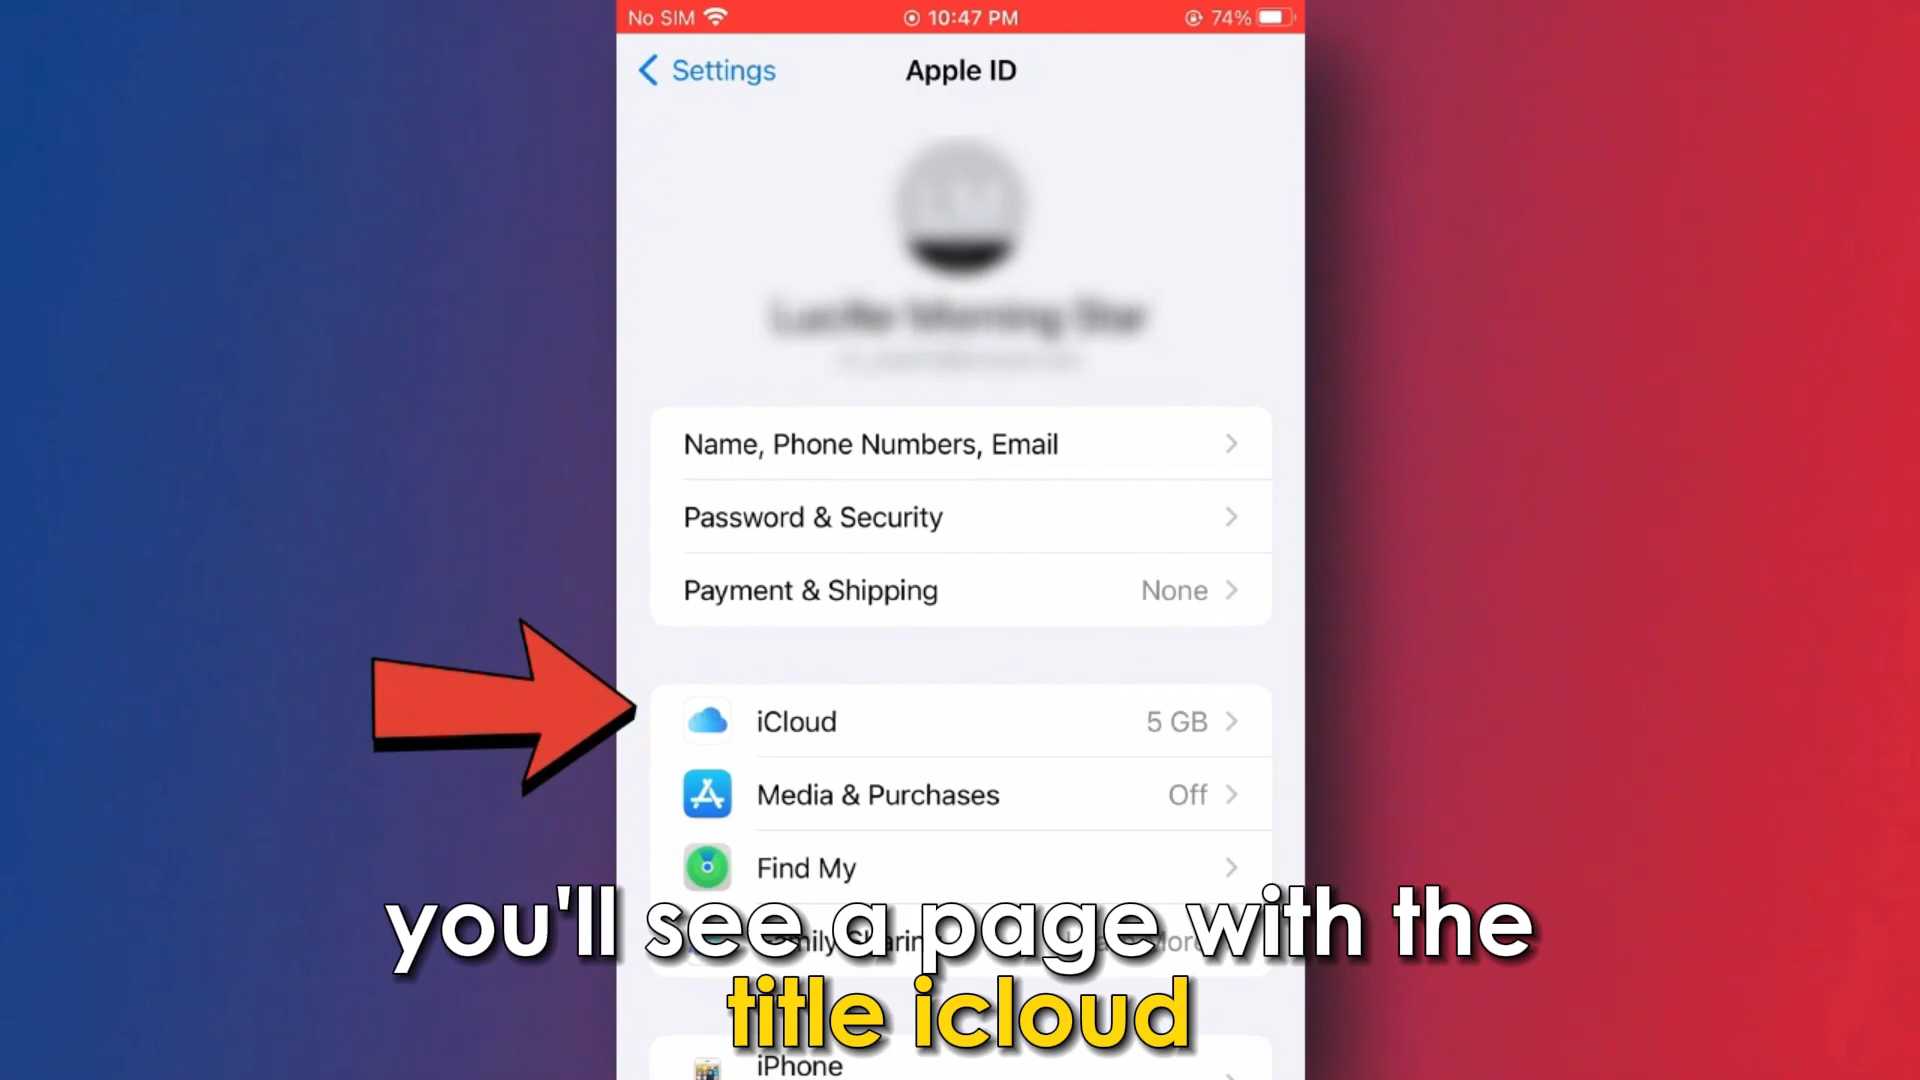 No SIM 10:47 PM 74%
Settings Apple ID
Name, Phone Numbers, Email
Password & Security
Payment & Shipping None
iCloud 5 GB
Media & Purchases Off
Find My
you'll see a page with the
title icloud
iPhone